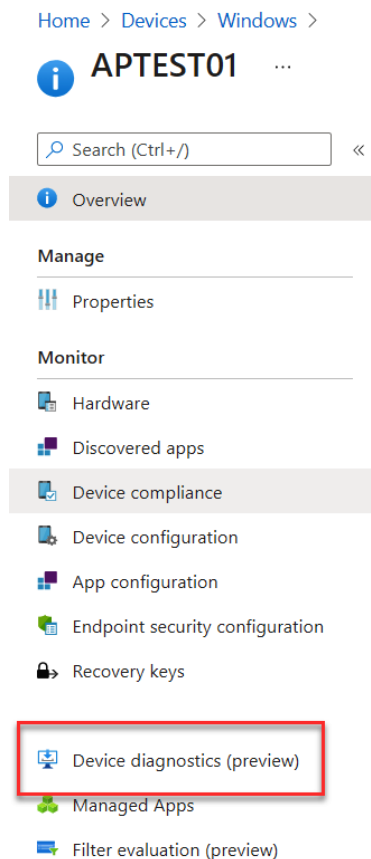 Home > Devices > Windows >
APTEST01 ...
Search (Ctrl+/) «
Overview
Manage
Properties
Monitor
Hardware
Discovered apps
Device compliance
Device configuration
App configuration
Endpoint security configuration
Recovery keys
Device diagnostics (preview)
Managed Apps
Filter evaluation (preview)